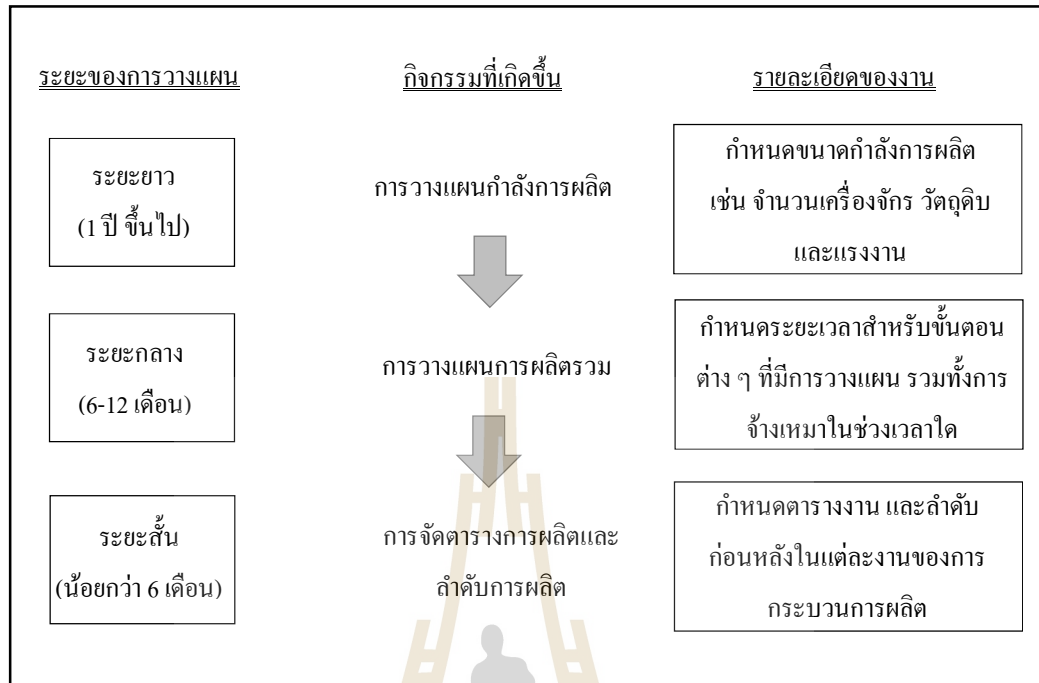 ระยะของการวางแผน
กิจกรรมที่เกิดขึ้น
รายละเอียดของงาน
ระยะยาว
(1 ปี ขึ้นไป)
การวางแผนกำลังการผลิต
กำหนดขนาดกำลังการผลิต
เช่น จำนวนเครื่องจักร วัตถุดิบ
และแรงงาน
ระยะกลาง
(6-12 เดือน)
การวางแผนการผลิตรวม
กำหนดระยะเวลาสำหรับขั้นตอน
ต่าง ๆ ที่มีการวางแผน รวมทั้งการ
จ้างเหมาในช่วงเวลาใด
ระยะสั้น
(น้อยกว่า 6 เดือน)
การจัดตารางการผลิตและ
ลำดับการผลิต
กำหนดตารางงาน และลำดับ
ก่อนหลังในแต่ละงานของการ
กระบวนการผลิต